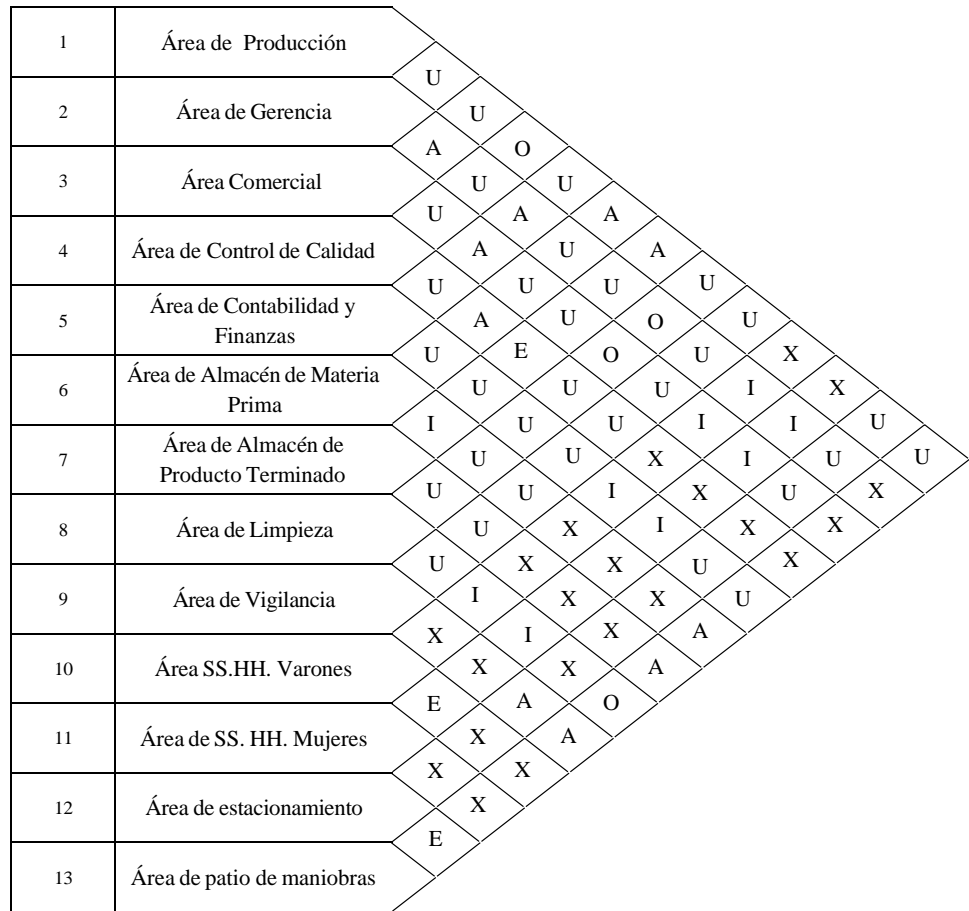 1 Área de Producción
U
2 Área de Gerencia U
A O
3 Área Comercial U U
U A A
4 Área de Control de Calidad A U A
U U U U
5 Área de Contabilidad y
Finanzas A U O U
U E O U X
6 Área de Almacén de Materia
Prima U U U I X
I U U I I U
7 Área de Almacén de
Producto Terminado U U X I U U
U U I X U X
8 Área de Limpieza U X I X X
U X X U X
9 Área de Vigilancia I X X U
X I X A
10 Área SS.HH. Varones X X A
E A O
11 Área de SS. HH. Mujeres X A
X X
12 Área de estacionamiento X
E
13 Área de patio de maniobras